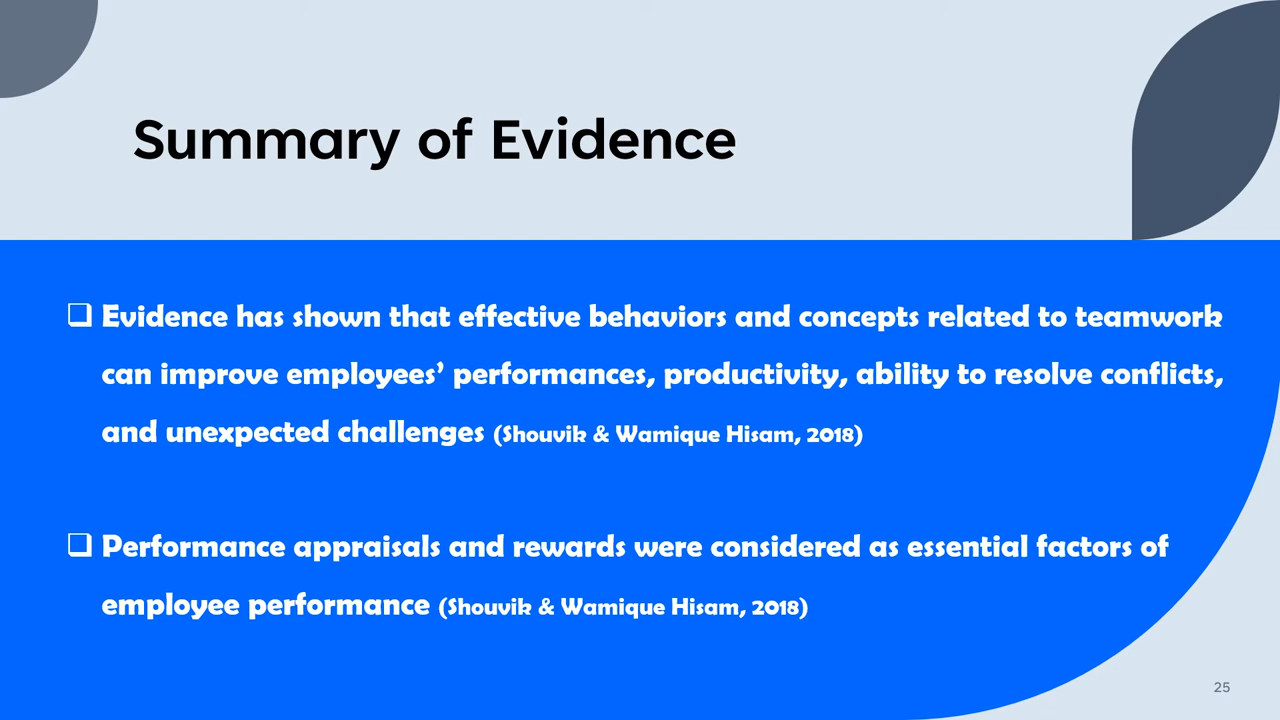 Summary of Evidence
❑ Evidence has shown that effective behaviors and concepts related to teamwork
can improve employees’ performances, productivity, ability to resolve conflicts,
and unexpected challenges (Shouvik & Wamique Hisam, 2018)
❑ Performance appraisals and rewards were considered as essential factors of
employee performance (Shouvik & Wamique Hisam, 2018)
25